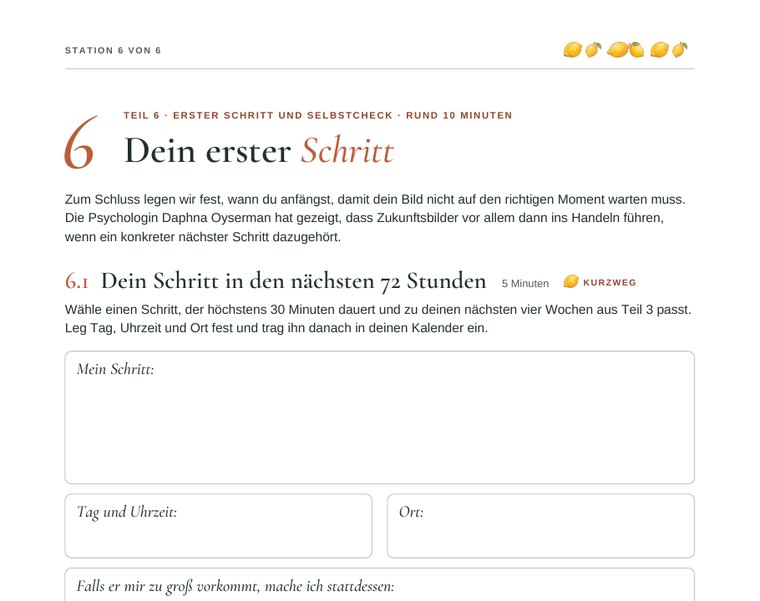 STATION 6 VON 6
6
TEIL 6 · ERSTER SCHRITT UND SELBSTCHECK · RUND 10 MINUTEN
Dein erster Schritt
Zum Schluss legen wir fest, wann du anfängst, damit dein Bild nicht auf den richtigen Moment warten muss.
Die Psychologin Daphna Oyserman hat gezeigt, dass Zukunftsbilder vor allem dann ins Handeln führen,
wenn ein konkreter nächster Schritt dazugehört.
6.1 Dein Schritt in den nächsten 72 Stunden 5 Minuten KURZWEG
Wähle einen Schritt, der höchstens 30 Minuten dauert und zu deinen nächsten vier Wochen aus Teil 3 passt.
Leg Tag, Uhrzeit und Ort fest und trag ihn danach in deinen Kalender ein.
Mein Schritt:
Tag und Uhrzeit:
Ort:
Falls er mir zu groß vorkommt, mache ich stattdessen: